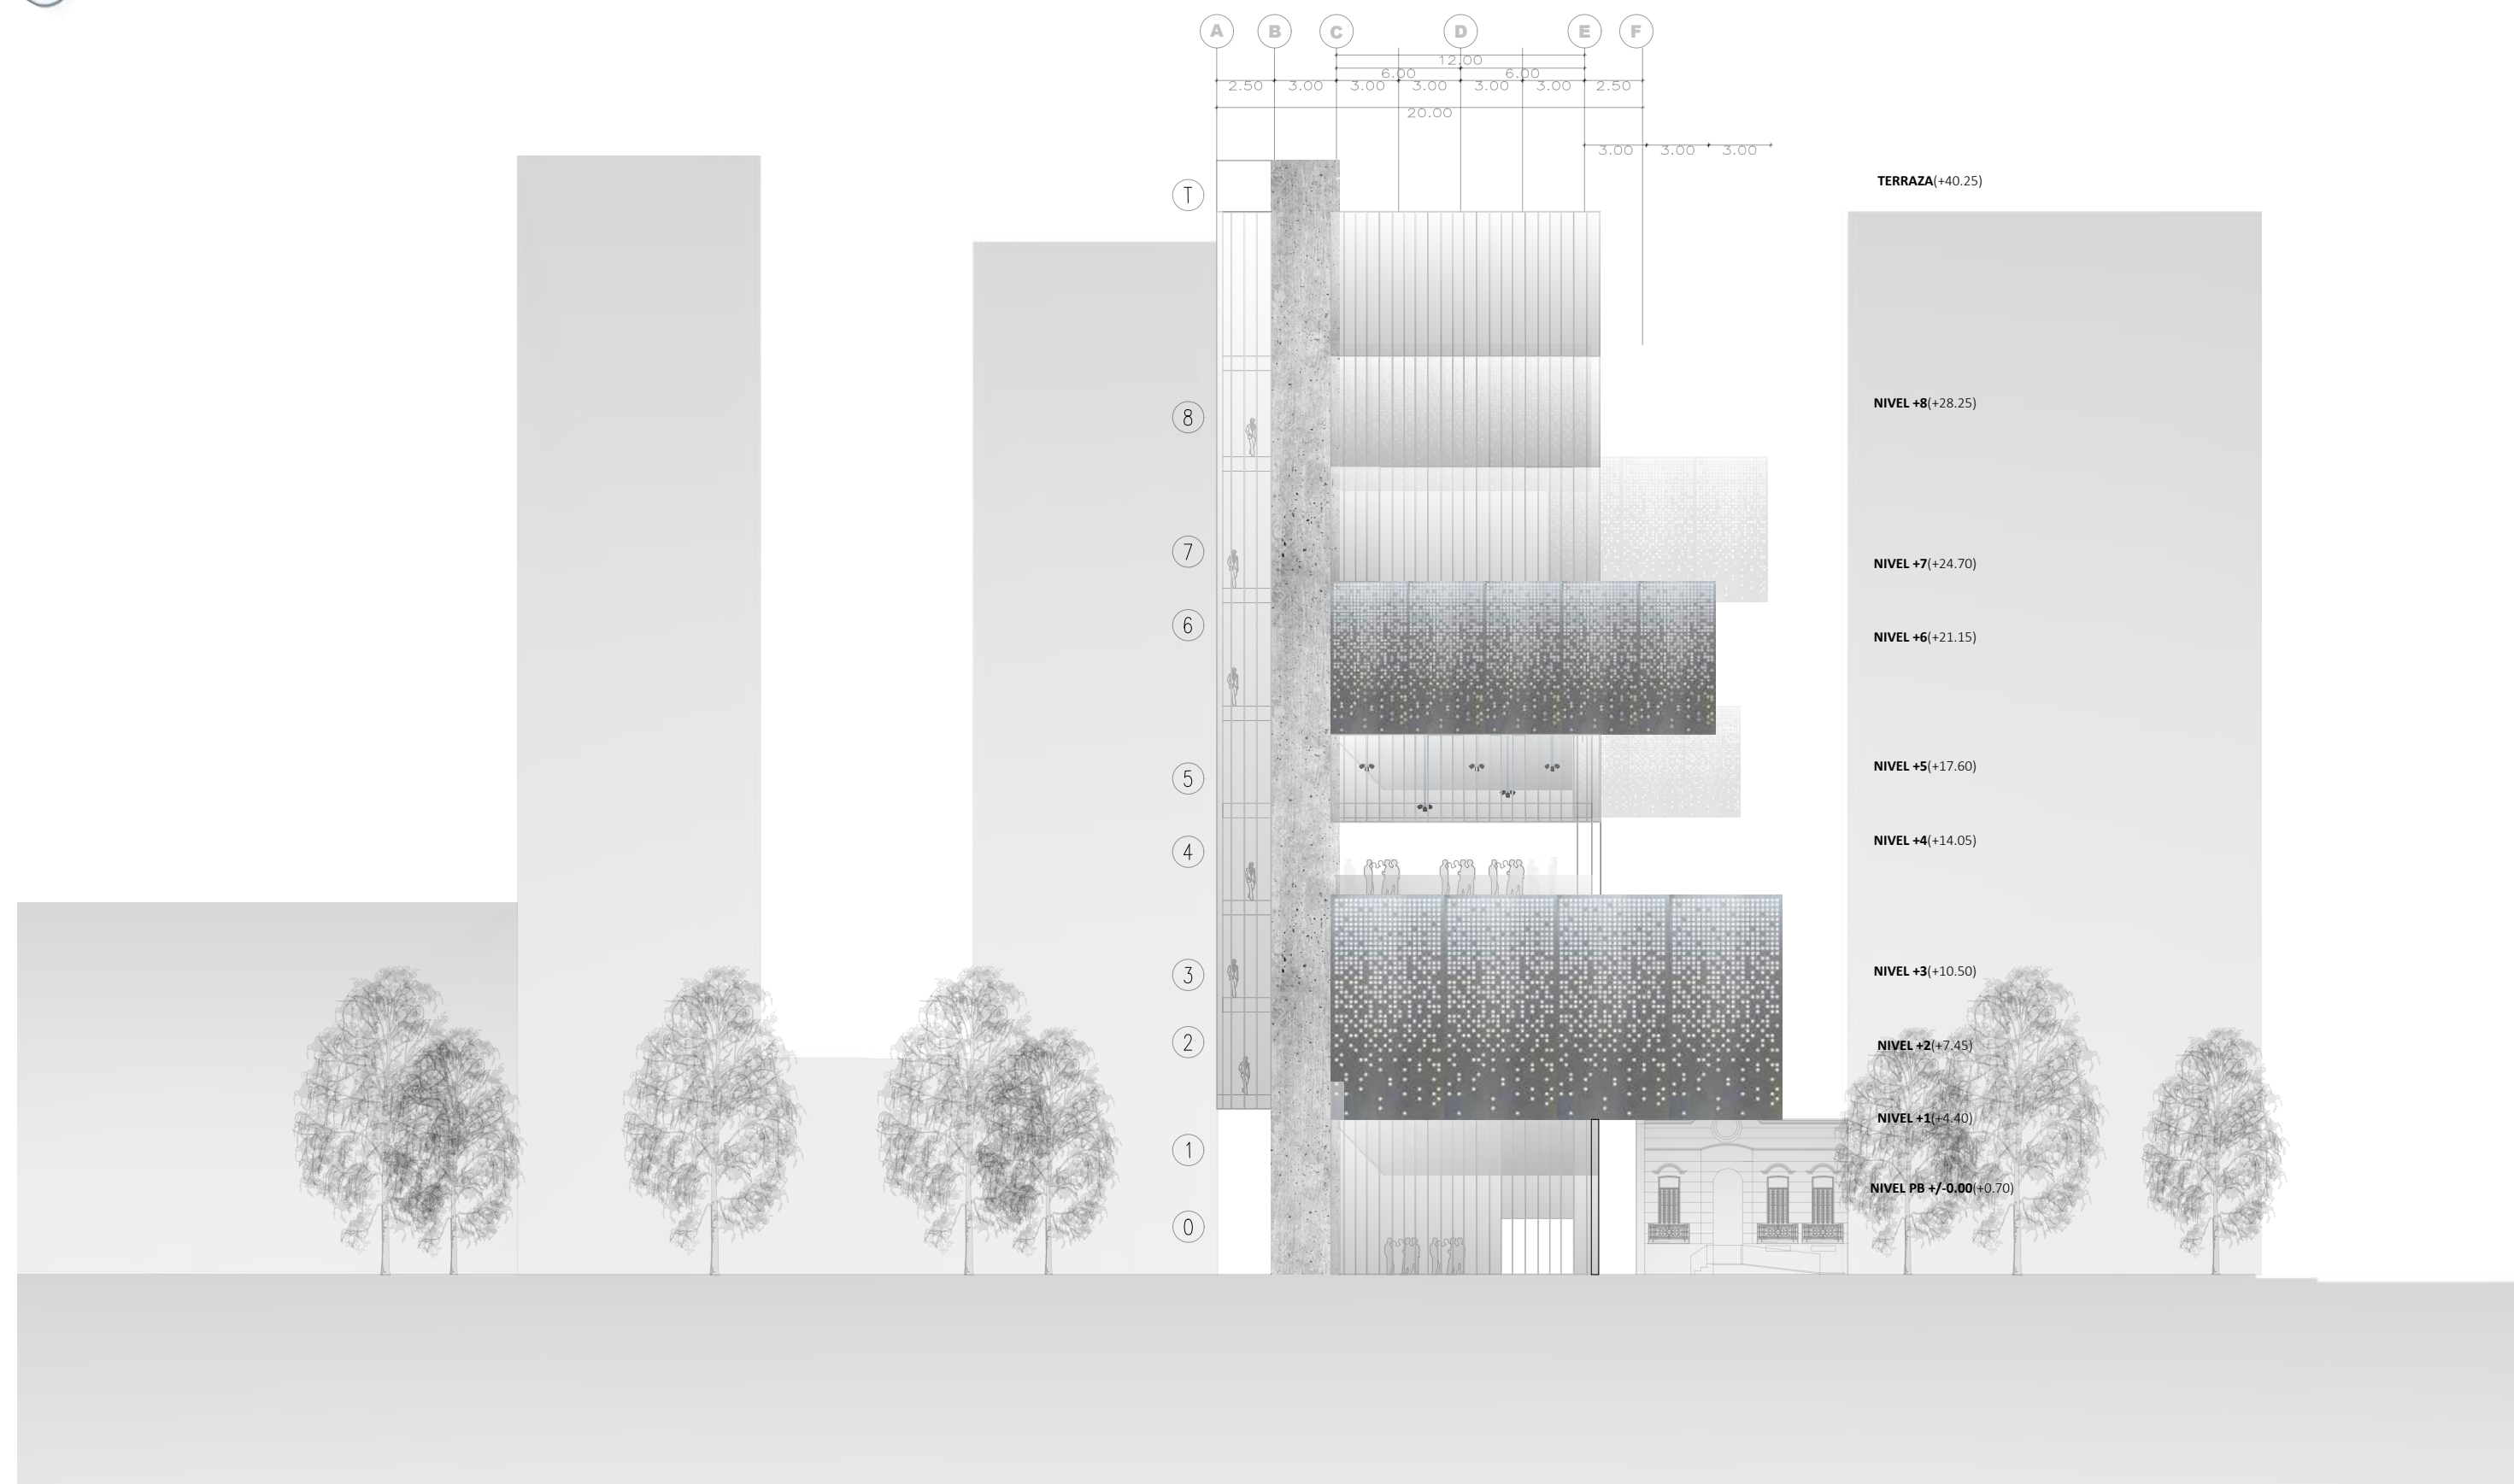 A B C D E F
12.00
6.00 6.00
2.50 3.00 3.00 3.00 3.00 3.00 2.50
20.00
3.00 3.00 3.00
TERRAZA(+40.25)
T
NIVEL +8(+28.25)
8
7
NIVEL +7(+24.70)
6
NIVEL +6(+21.15)
NIVEL +5(+17.60)
5
NIVEL +4(+14.05)
4
NIVEL +3(+10.50)
3
2
NIVEL +2(+7.45)
NIVEL +1(+4.40)
1
NIVEL PB +/-0.00(+0.70)
0